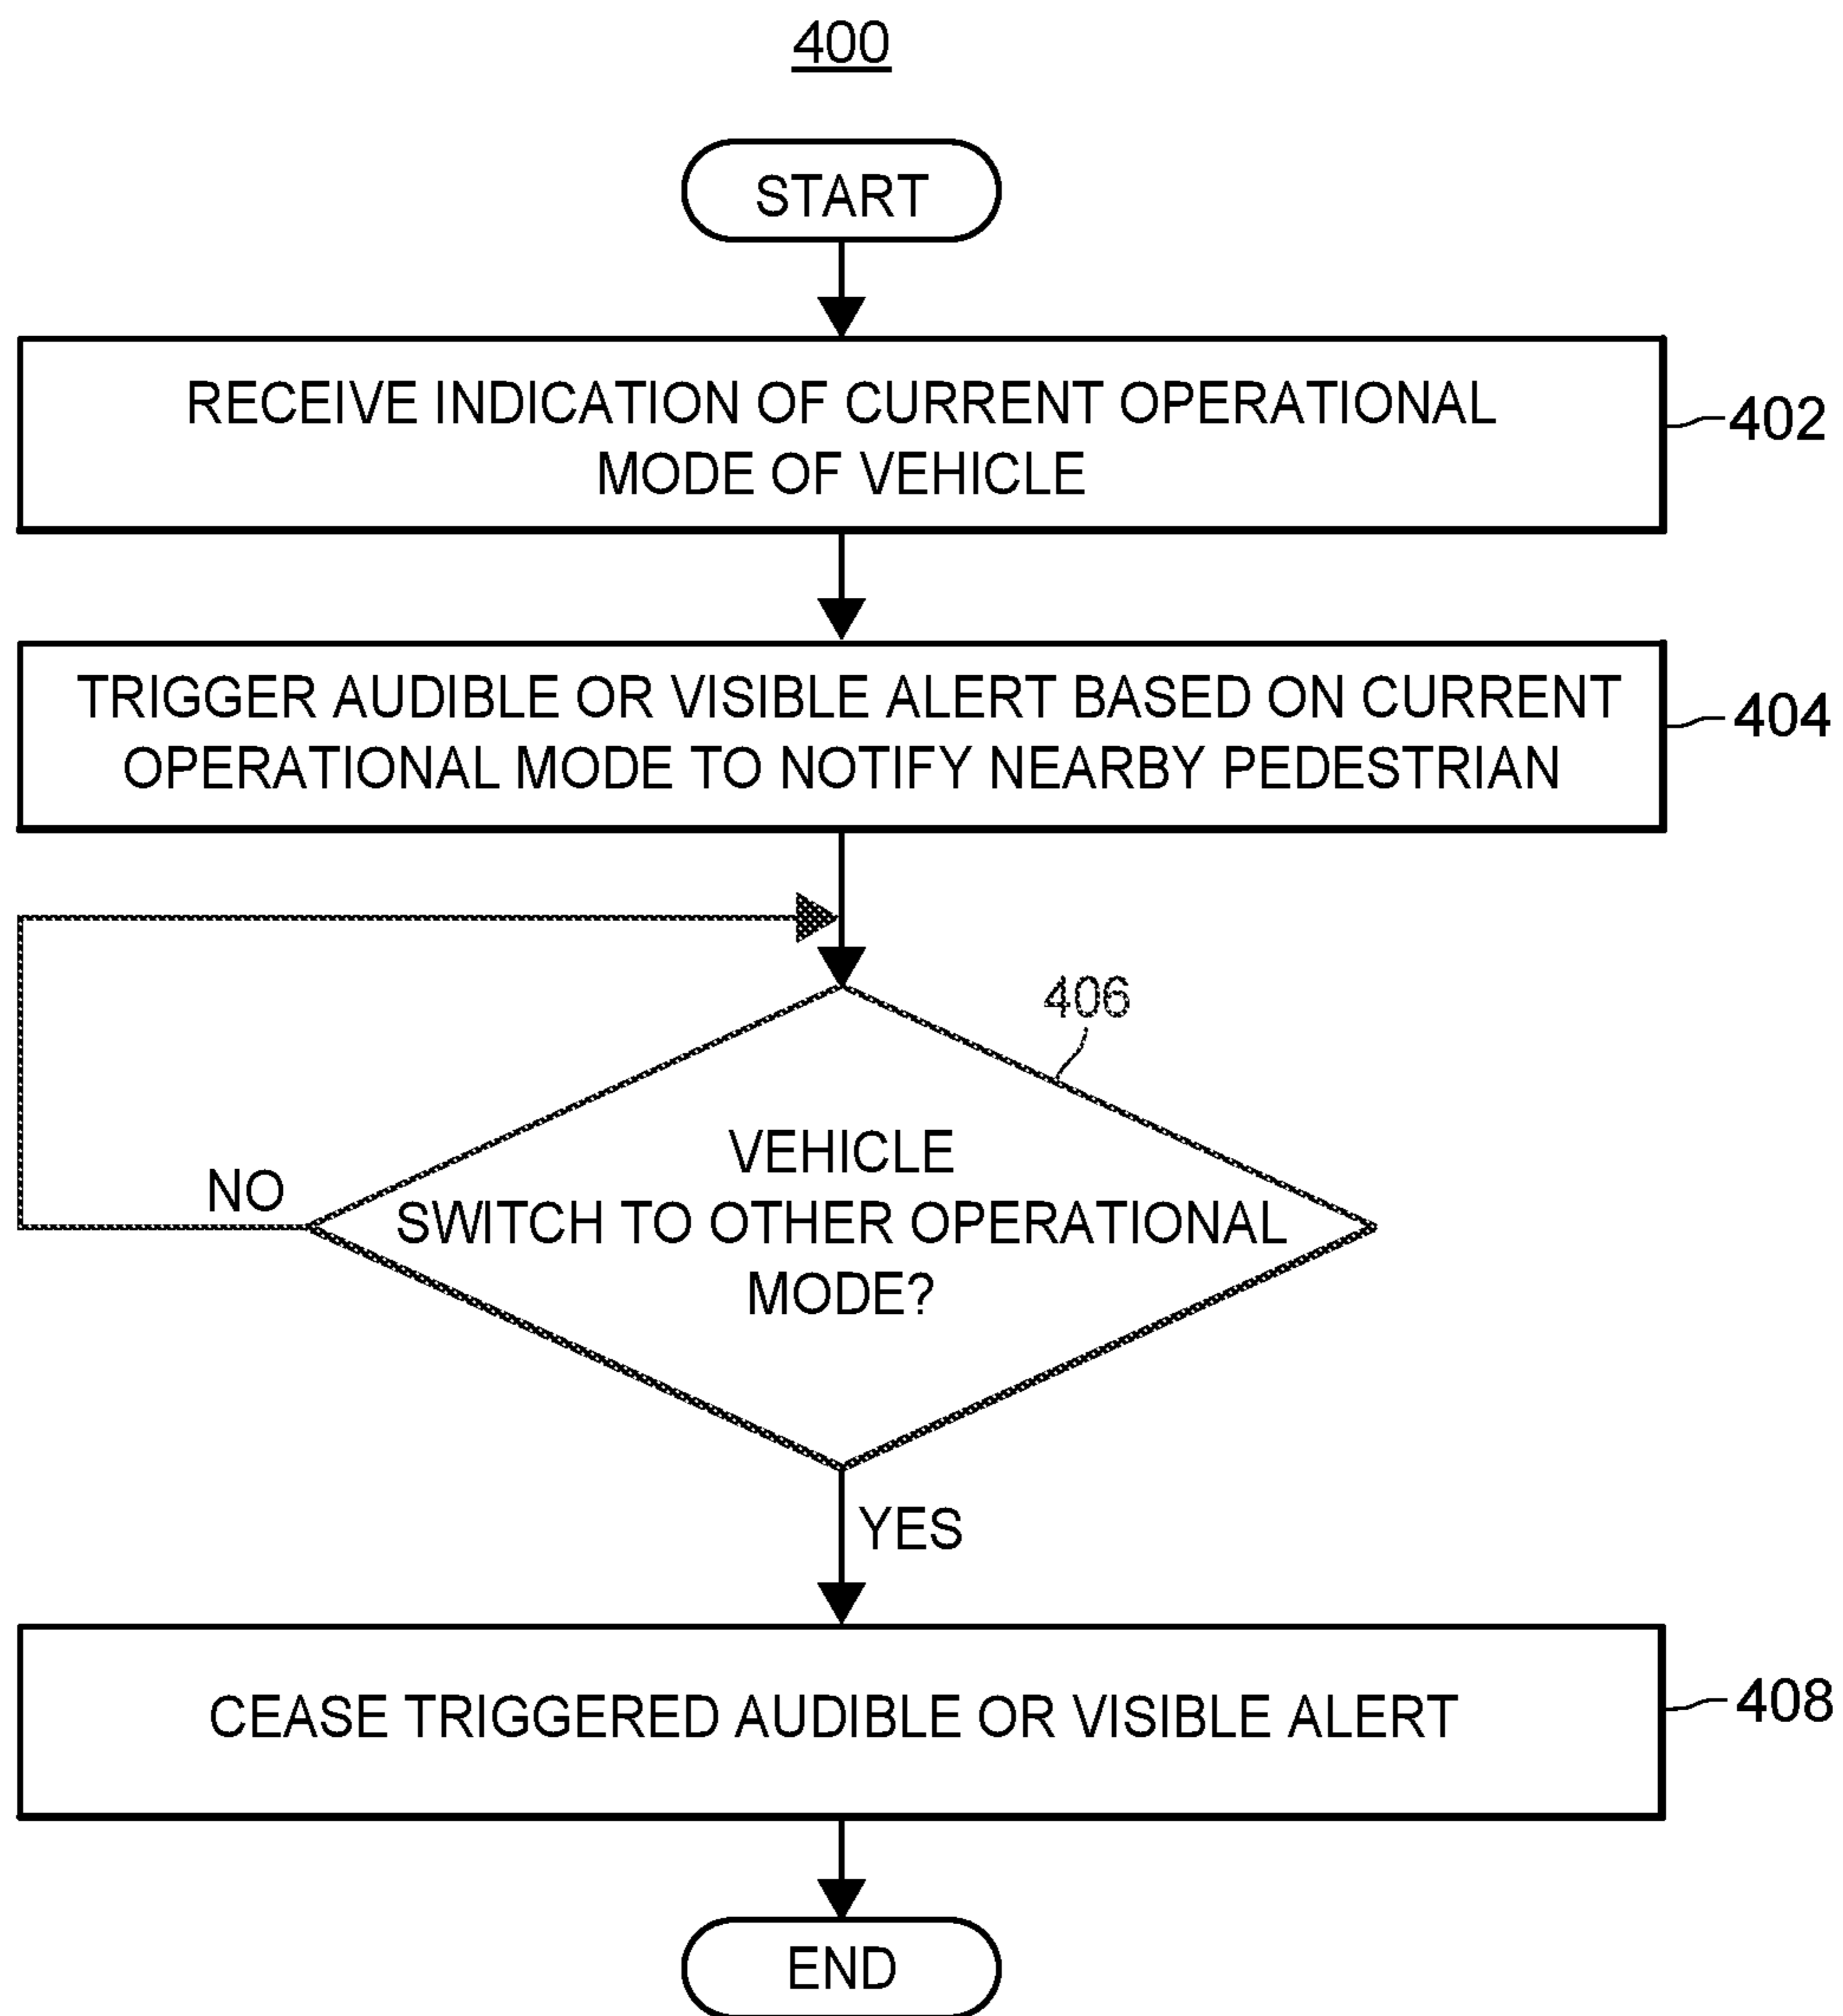 400
START
RECEIVE INDICATION OF CURRENT OPERATIONAL
MODE OF VEHICLE
402
TRIGGER AUDIBLE OR VISIBLE ALERT BASED ON CURRENT
OPERATIONAL MODE TO NOTIFY NEARBY PEDESTRIAN
404
406
VEHICLE
SWITCH TO OTHER OPERATIONAL
MODE?
NO
YES
CEASE TRIGGERED AUDIBLE OR VISIBLE ALERT
408
END